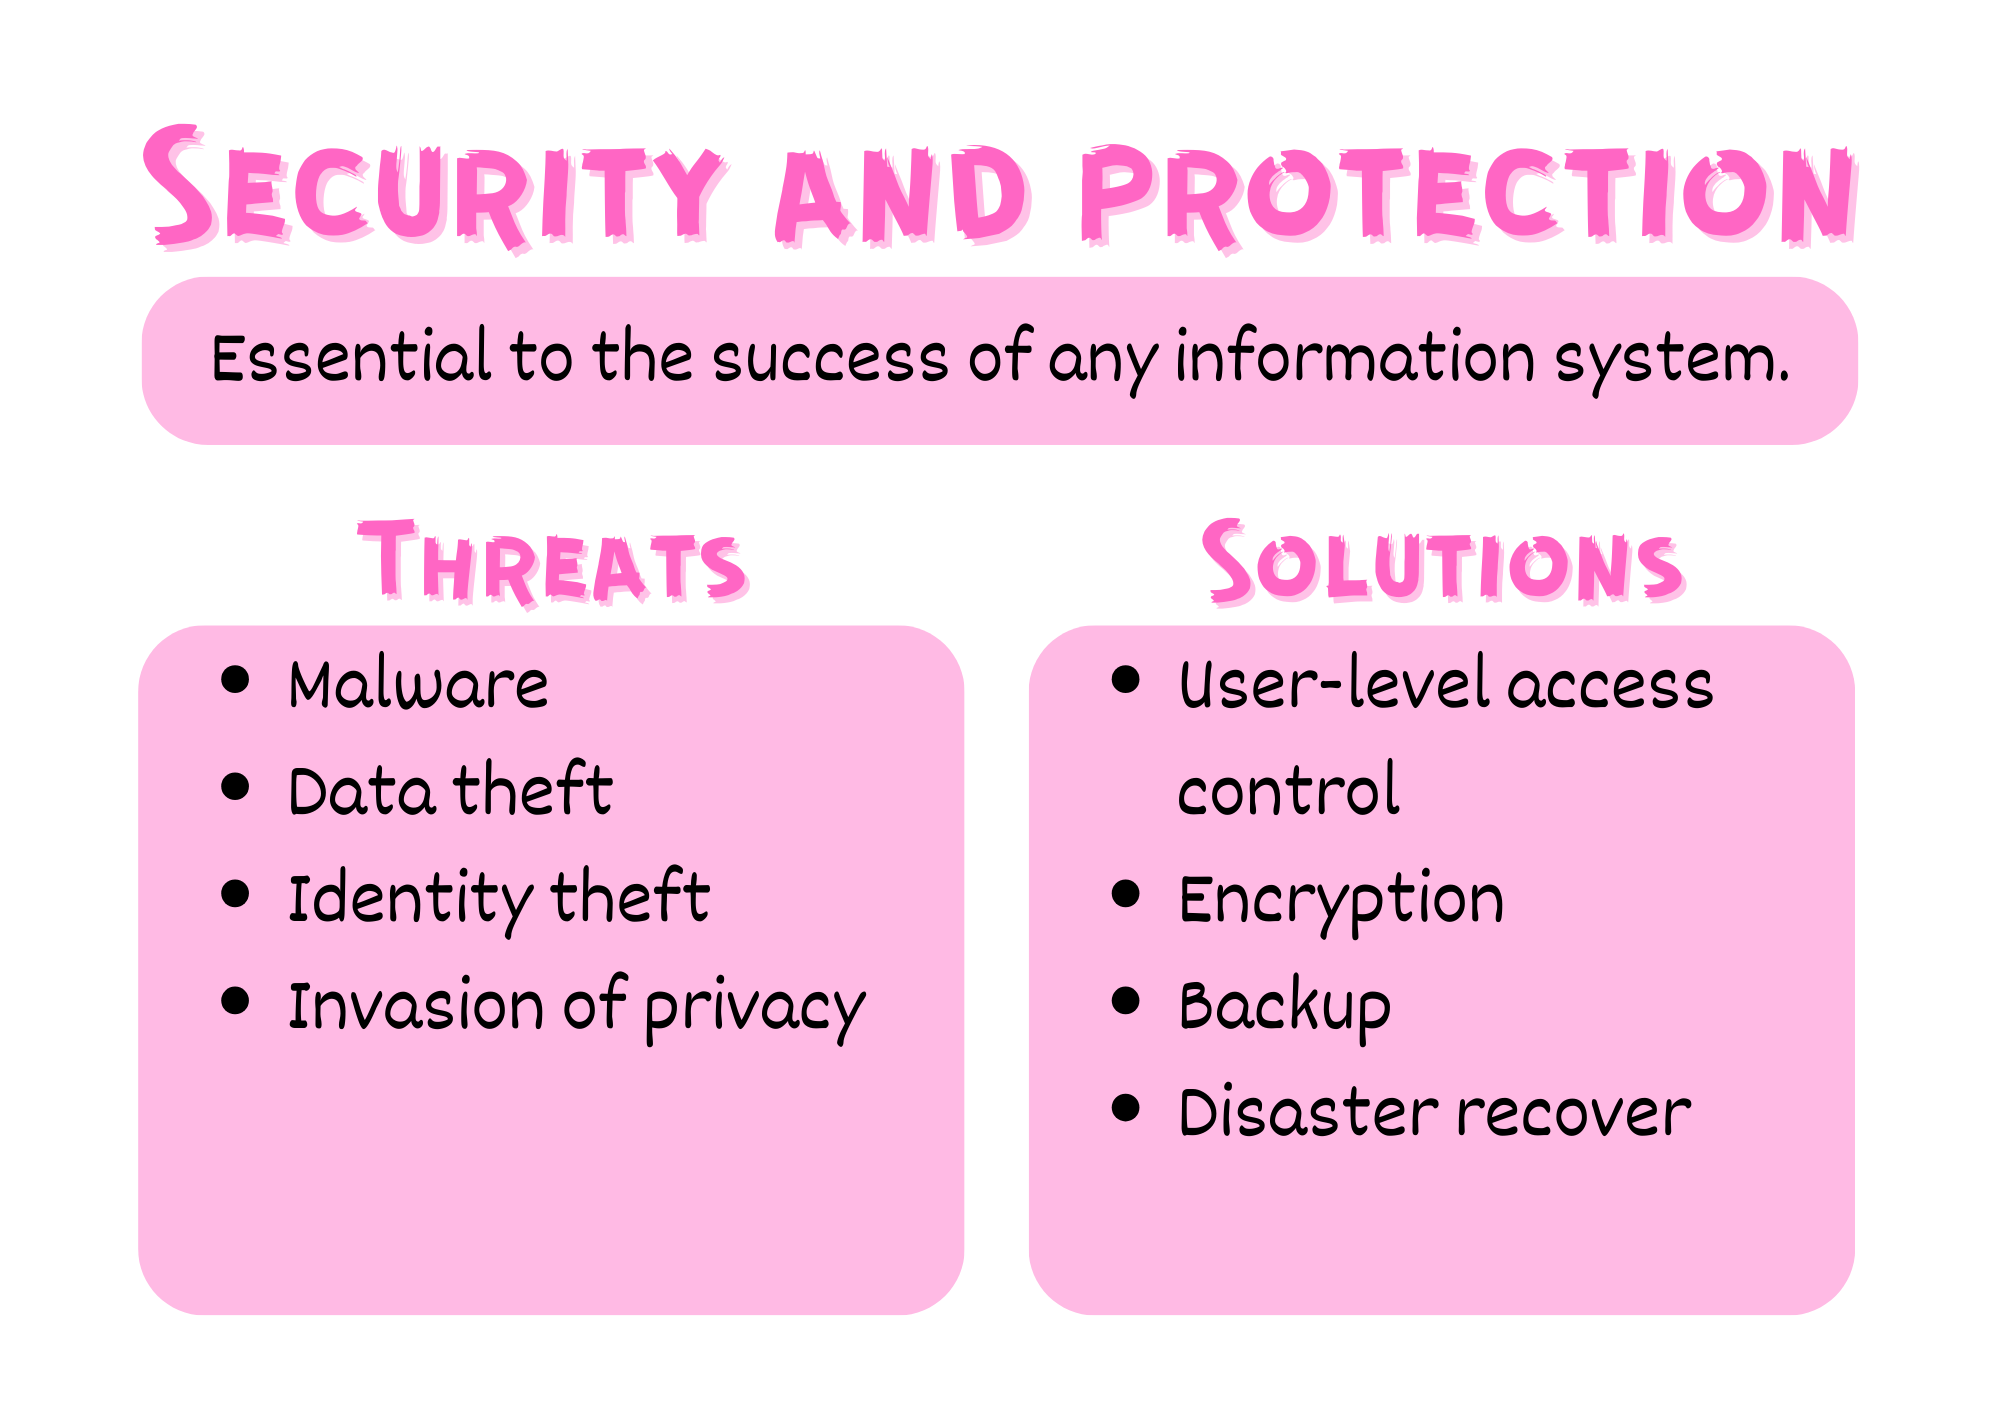 Security and protection
Essential to the success of any information system.
Threats
• Malware
• Data theft
• Identity theft
• Invasion of privacy
Solutions
• User-level access
control
• Encryption
• Backup
• Disaster recover